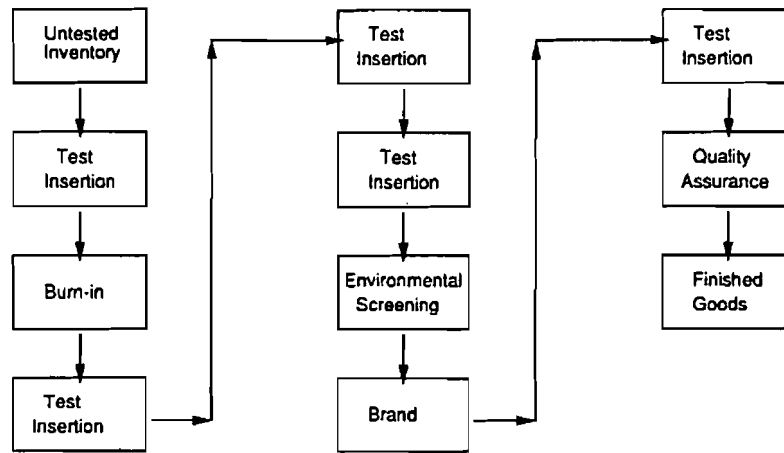 Untested
Inventory
Test
Insertion
Burn-in
Test
Insertion
Test
Insertion
Test
Insertion
Environmental
Screening
Brand
Test
Insertion
Quality
Assurance
Finished
Goods